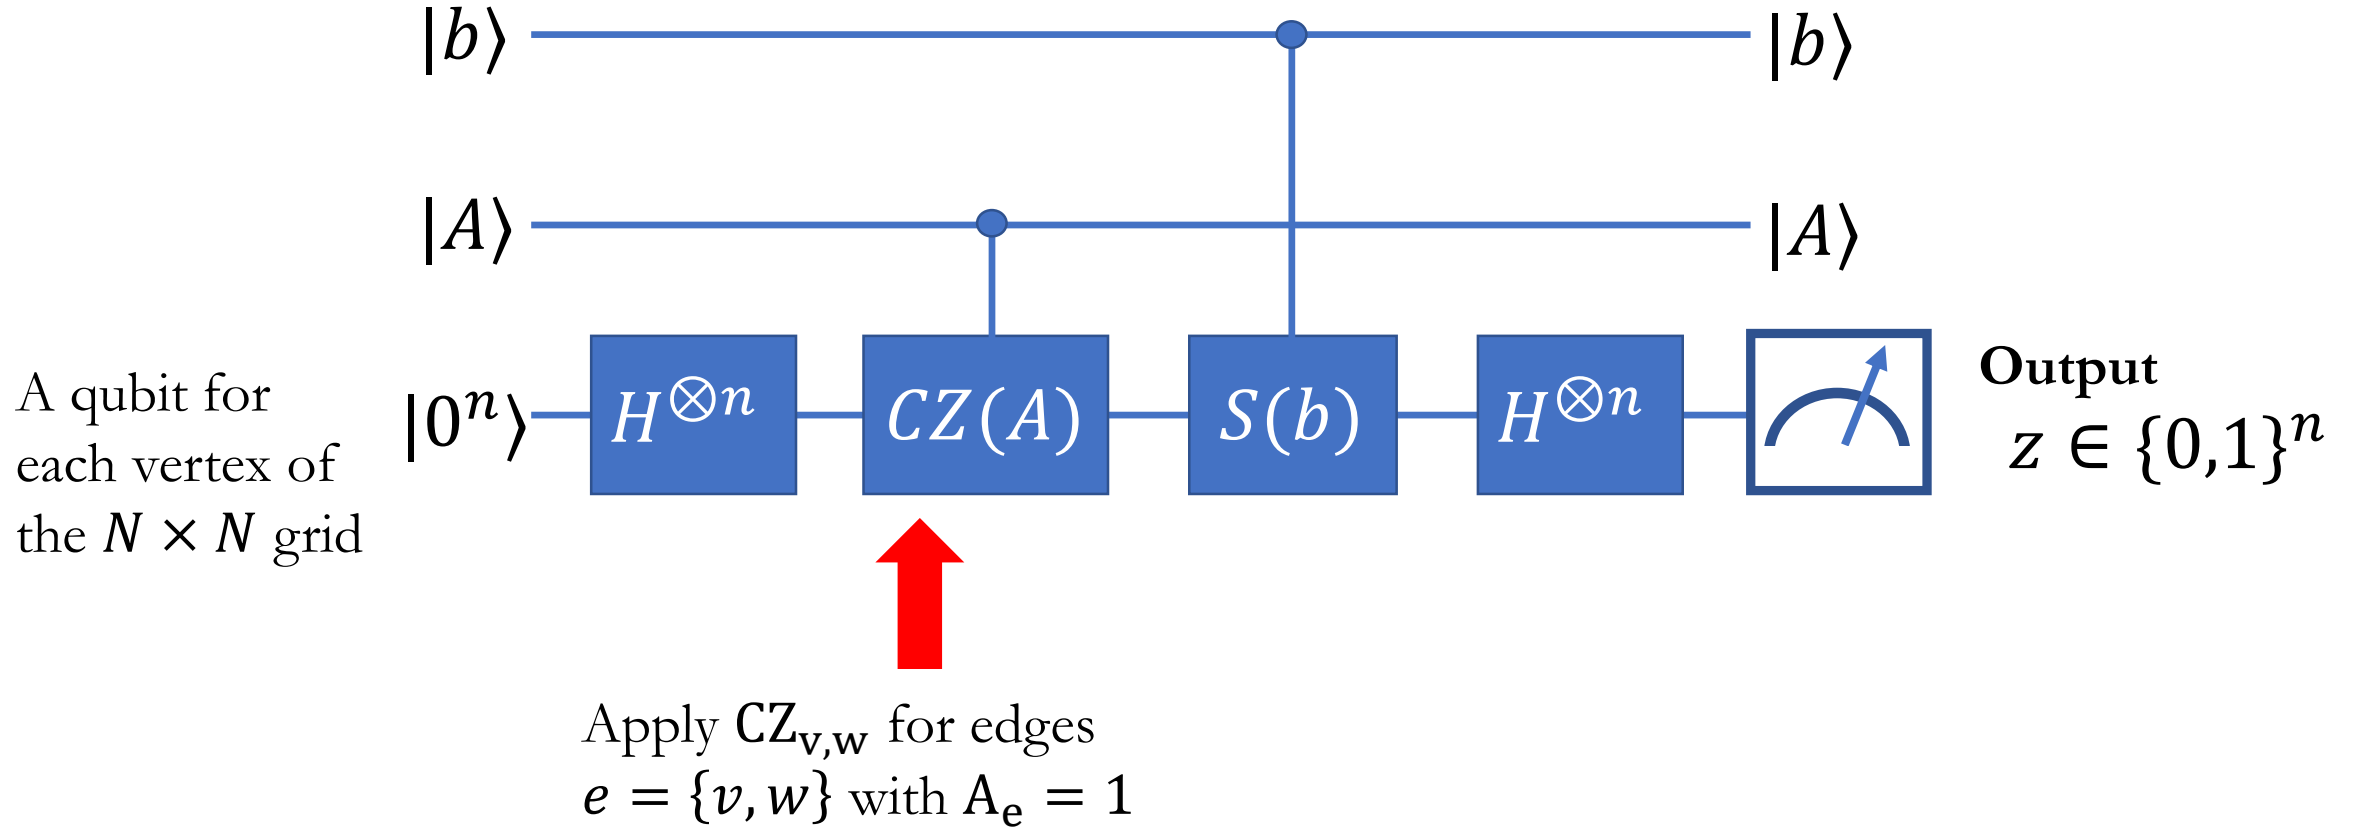 |b⟩
|b⟩
|A⟩
|A⟩
A qubit for
each vertex of
the N × N grid
|0ⁿ⟩
H⊗ⁿ
CZ(A)
S(b)
H⊗ⁿ
Output
z ∈ {0,1}ⁿ
Apply CZᵥ,w for edges
e = {v, w} with Aₑ = 1